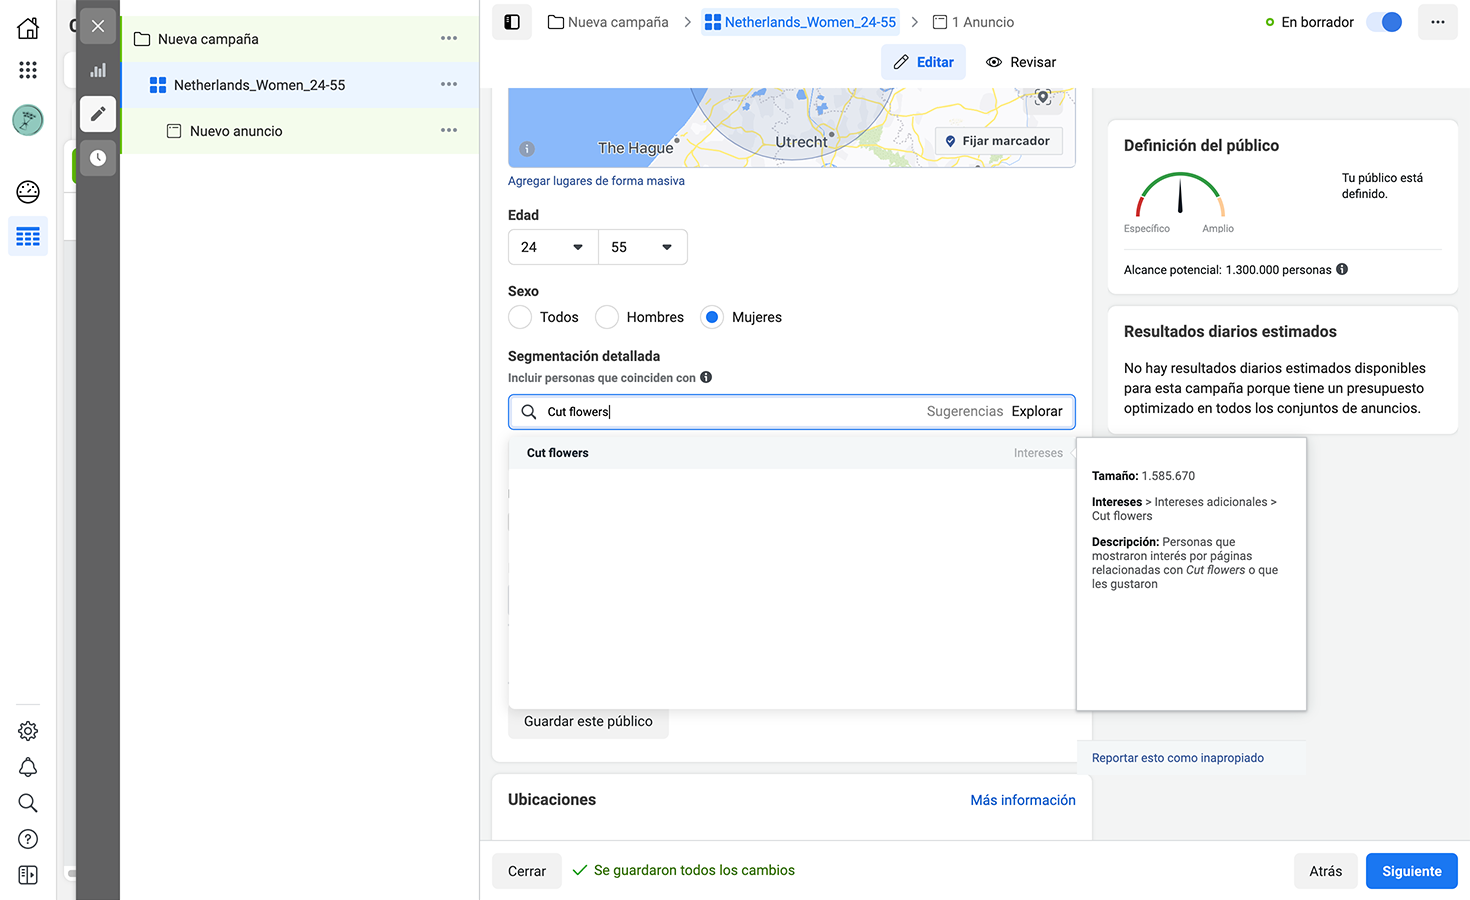 Nueva campaña
Netherlands_Women_24-55
Nuevo anuncio
Nueva campaña
Netherlands_Women_24-55
1 Anuncio
En borrador
Editar
Revisar
The Hague
Utrecht
Fijar marcador
Agregar lugares de forma masiva
Edad
24
55
Sexo
Todos
Hombres
Mujeres
Segmentación detallada
Incluir personas que coinciden con
Cut flowers
Sugerencias
Explorar
Cut flowers
Intereses
Tamaño: 1.585.670
Intereses > Intereses adicionales >
Cut flowers
Descripción: Personas que
mostraron interés por páginas
relacionadas con Cut flowers o que
les gustaron
Reportar esto como inapropiado
Guardar este público
Ubicaciones
Más información
Definición del público
Específico
Amplio
Tu público está
definido.
Alcance potencial: 1.300.000 personas
Resultados diarios estimados
No hay resultados diarios estimados disponibles
para esta campaña porque tiene un presupuesto
optimizado en todos los conjuntos de anuncios.
Cerrar
Se guardaron todos los cambios
Atrás
Siguiente